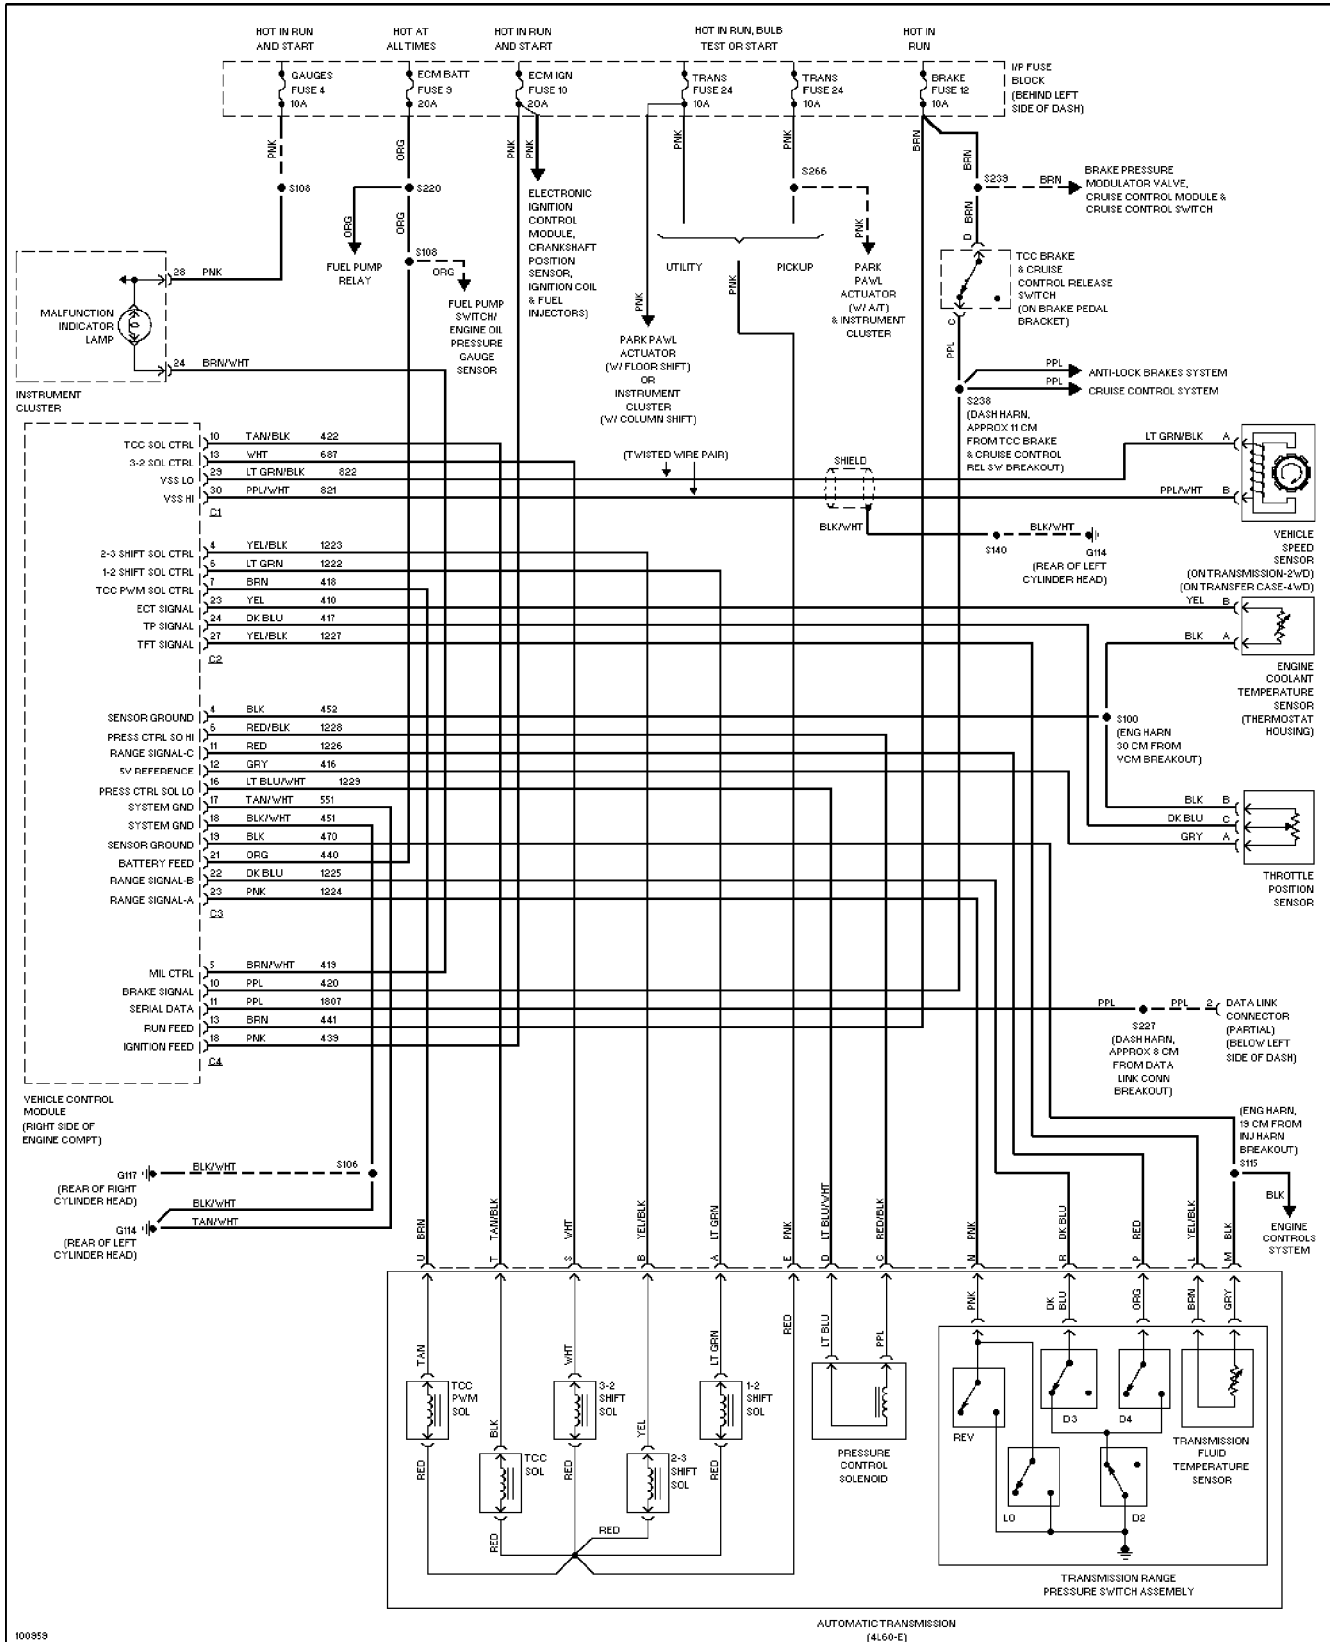 HOT IN RUN
AND START
HOT AT
ALL TIMES
HOT IN RUN
AND START
HOT IN RUN, BULB
TEST OR START
HOT IN
RUN
GAUGES
FUSE 4
10A
ECM BATT
FUSE 9
20A
ECM IGN
FUSE 10
20A
TRANS
FUSE 24
10A
TRANS
FUSE 24
10A
BRAKE
FUSE 12
10A
I/P FUSE
BLOCK
(BEHIND LEFT
SIDE OF DASH)
PNK
ORG
PNK
PNK
PNK
PNK
BRN
BRN
S108
S220
S266
S239
BRN
BRAKE PRESSURE
MODULATOR VALVE,
CRUISE CONTROL MODULE &
CRUISE CONTROL SWITCH
ORG
ORG
S108
ORG
FUEL PUMP
RELAY
FUEL PUMP
SWITCH/
ENGINE OIL
PRESSURE
GAUGE
SENSOR
ELECTRONIC
IGNITION
CONTROL
MODULE,
CRANKSHAFT
POSITION
SENSOR,
IGNITION COIL
& FUEL
INJECTORS)
UTILITY
PICKUP
PNK
PNK
PNK
PARK PAWL
ACTUATOR
(W/ FLOOR SHIFT)
OR
INSTRUMENT
CLUSTER
(W/ COLUMN SHIFT)
PARK
PAWL
ACTUATOR
(W/ A/T)
& INSTRUMENT
CLUSTER
BRN
D
TCC BRAKE
& CRUISE
CONTROL RELEASE
SWITCH
(ON BRAKE PEDAL
BRACKET)
C
PPL
PPL
ANTI-LOCK BRAKES SYSTEM
PPL
CRUISE CONTROL SYSTEM
S238
(DASH HARN,
APPROX 11 CM
FROM TCC BRAKE
& CRUISE CONTROL
REL SW BREAKOUT)
28 PNK
MALFUNCTION
INDICATOR
LAMP
24 BRN/WHT
INSTRUMENT
CLUSTER
TCC SOL CTRL 10 TAN/BLK 422
3-2 SOL CTRL 13 WHT 687
VSS LO 29 LT GRN/BLK 822
VSS HI 30 PPL/WHT 821
C1
(TWISTED WIRE PAIR)
SHIELD
LT GRN/BLK A
PPL/WHT B
BLK/WHT
S140
BLK/WHT
G114
(REAR OF LEFT
CYLINDER HEAD)
VEHICLE
SPEED
SENSOR
(ON TRANSMISSION-2WD)
(ON TRANSFER CASE-4WD)
2-3 SHIFT SOL CTRL 4 YEL/BLK 1223
1-2 SHIFT SOL CTRL 6 LT GRN 1222
TCC PWM SOL CTRL 7 BRN 418
ECT SIGNAL 23 YEL 410
TP SIGNAL 24 DK BLU 417
TFT SIGNAL 27 YEL/BLK 1227
C2
YEL B
BLK A
ENGINE
COOLANT
TEMPERATURE
SENSOR
(THERMOSTAT
HOUSING)
S100
(ENG HARN
30 CM FROM
VCM BREAKOUT)
SENSOR GROUND 4 BLK 452
PRESS CTRL SO HI 6 RED/BLK 1228
RANGE SIGNAL-C 11 RED 1226
5V REFERENCE 12 GRY 416
PRESS CTRL SOL LO 16 LT BLU/WHT 1229
SYSTEM GND 17 TAN/WHT 551
SYSTEM GND 18 BLK/WHT 451
SENSOR GROUND 19 BLK 470
BATTERY FEED 21 ORG 440
RANGE SIGNAL-B 22 DK BLU 1225
RANGE SIGNAL-A 23 PNK 1224
C3
BLK B
DK BLU C
GRY A
THROTTLE
POSITION
SENSOR
MIL CTRL 5 BRN/WHT 419
BRAKE SIGNAL 10 PPL 420
SERIAL DATA 11 PPL 1807
RUN FEED 13 BRN 441
IGNITION FEED 18 PNK 439
C4
PPL
PPL 2
S227
(DASH HARN,
APPROX 8 CM
FROM DATA
LINK CONN
BREAKOUT)
DATA LINK
CONNECTOR
(PARTIAL)
(BELOW LEFT
SIDE OF DASH)
VEHICLE CONTROL
MODULE
(RIGHT SIDE OF
ENGINE COMPT)
G117
BLK/WHT
S106
(REAR OF RIGHT
CYLINDER HEAD)
BLK/WHT
G114
TAN/WHT
(REAR OF LEFT
CYLINDER HEAD)
(ENG HARN,
19 CM FROM
INJ HARN
BREAKOUT)
S115
BLK
ENGINE
CONTROLS
SYSTEM
U BRN
T TAN/BLK
S WHT
B YEL/BLK
A LT GRN
E PNK
D LT BLU/WHT
C RED/BLK
N PNK
R DK BLU
P RED
L YEL/BLK
M BLK
TAN
BLK
WHT
YEL
LT GRN
RED
LT BLU
PPL
PNK
DK
BLU
ORG
BRN
GRY
TCC
PWM
SOL
TCC
SOL
3-2
SHIFT
SOL
2-3
SHIFT
SOL
1-2
SHIFT
SOL
RED
RED
RED
RED
RED
PRESSURE
CONTROL
SOLENOID
REV
LO
D3
D4
D2
TRANSMISSION
FLUID
TEMPERATURE
SENSOR
TRANSMISSION RANGE
PRESSURE SWITCH ASSEMBLY
AUTOMATIC TRANSMISSION
(4L60-E)
100959